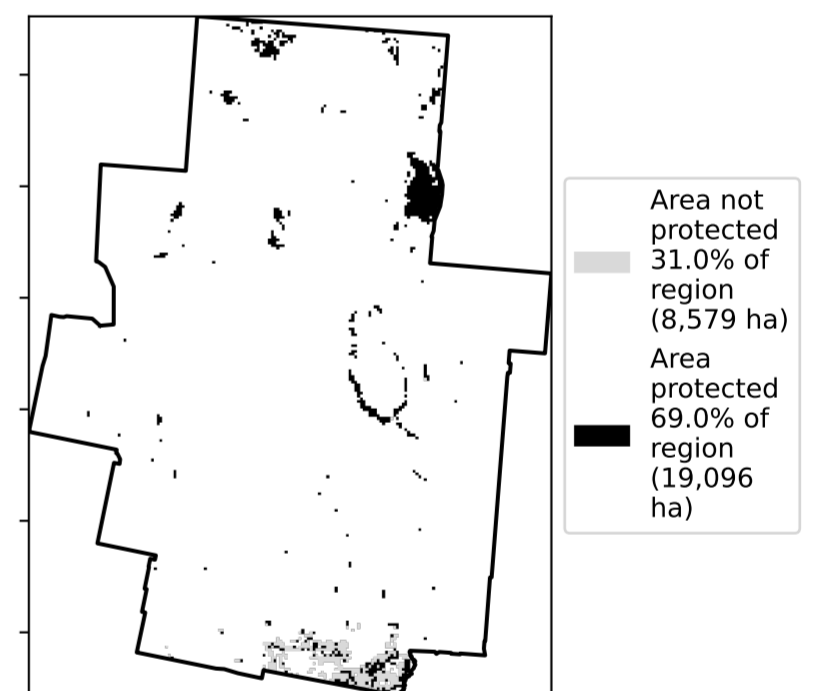 Area not
protected
31.0% of
region
(8,579 ha)
Area
protected
69.0% of
region
(19,096
ha)